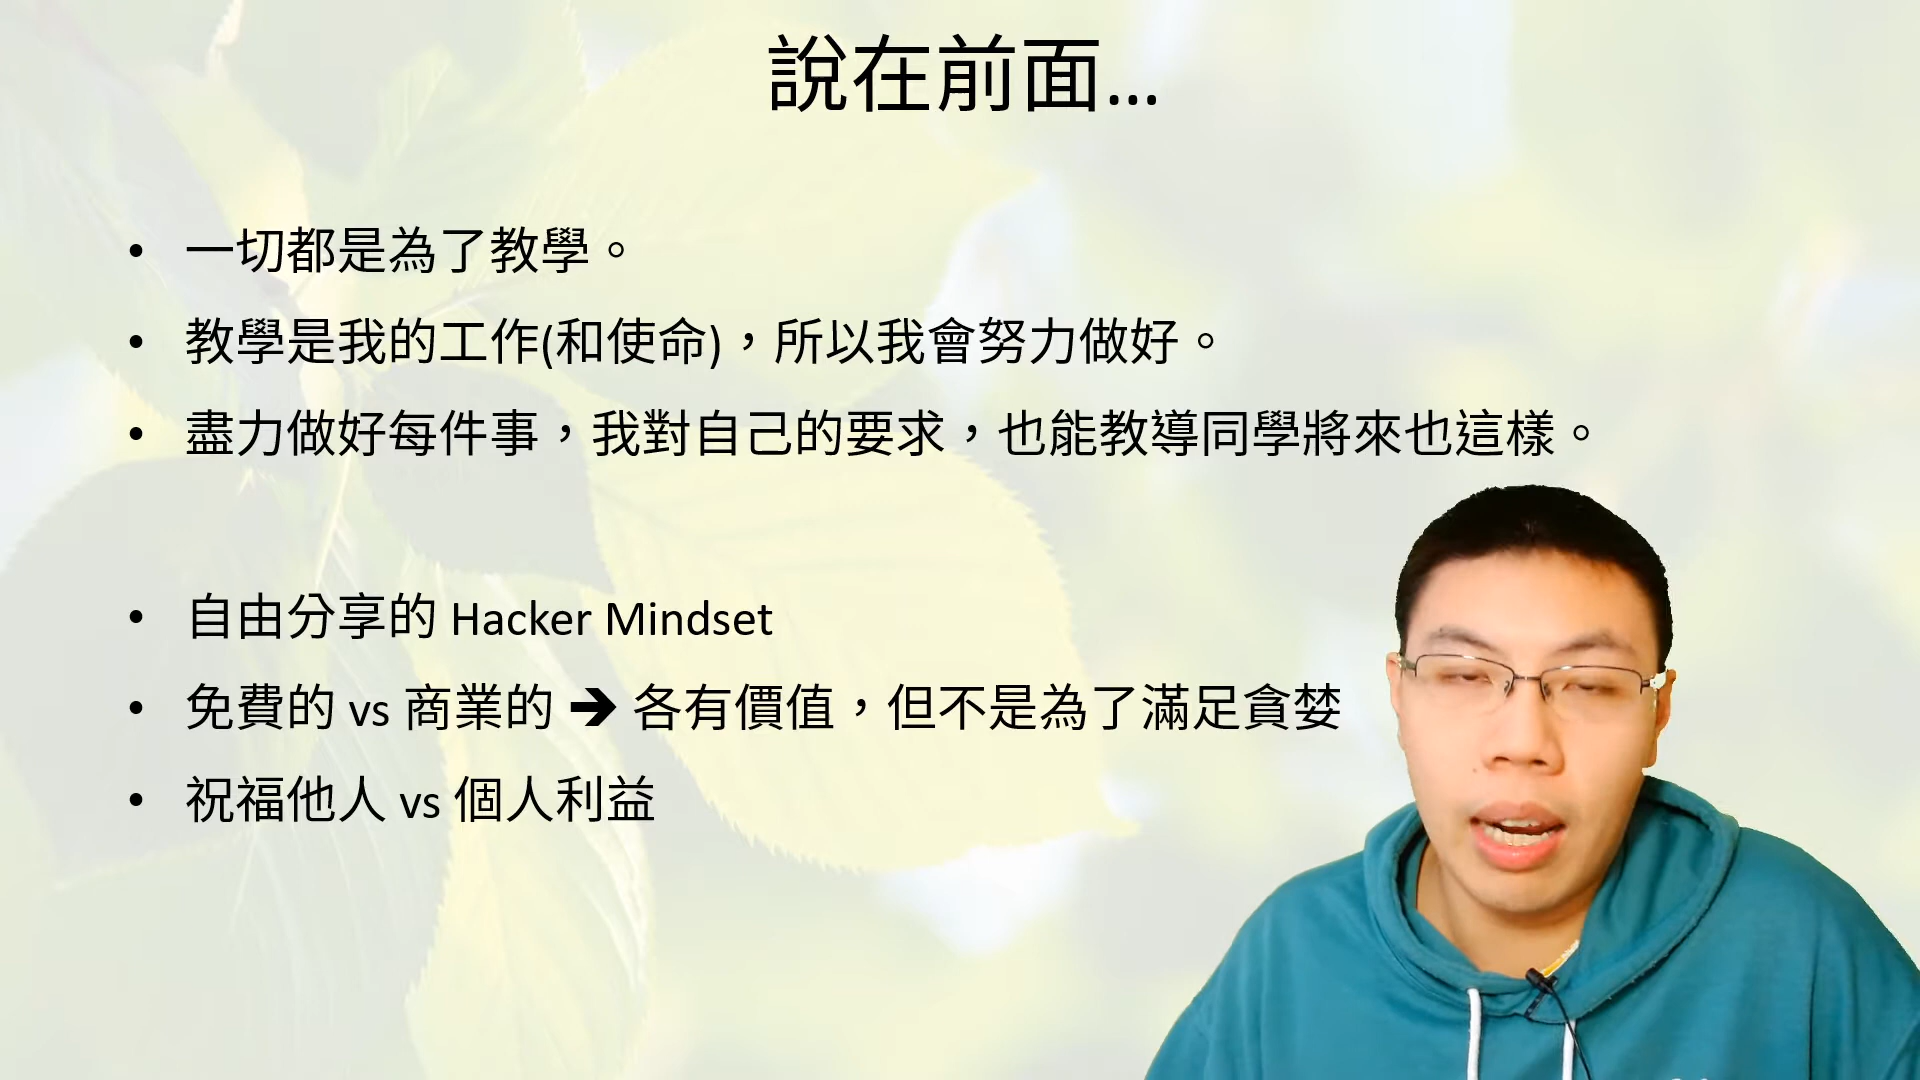 說在前面...
• 一切都是為了教學。
• 教學是我的工作(和使命)，所以我會努力做好。
• 盡力做好每件事，我對自己的要求，也能教導同學將來也這樣。
• 自由分享的 Hacker Mindset
• 免費的 vs 商業的 ➔ 各有價值，但不是為了滿足貪婪
• 祝福他人 vs 個人利益